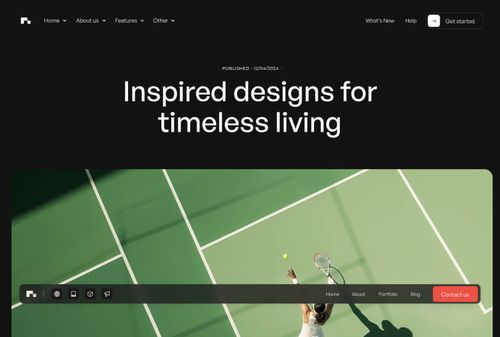 Home About us Features Other What's New Help Get started
PUBLISHED - 12/04/2024
Inspired designs for
timeless living
Home About Portfolio Blog Contact us